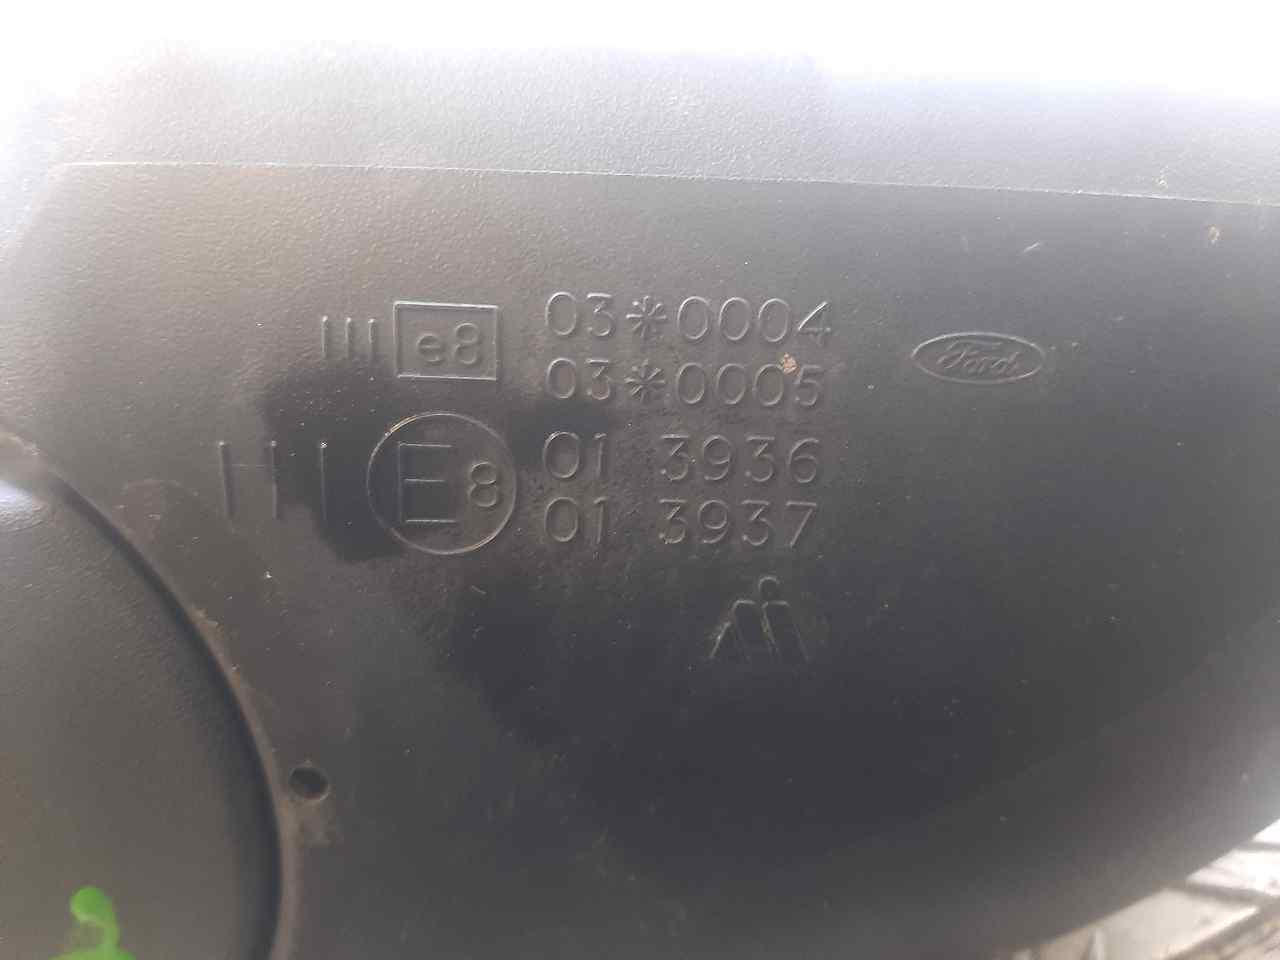 III e8 03*0004
03*0005
Ford
III E8 01 3936
01 3937